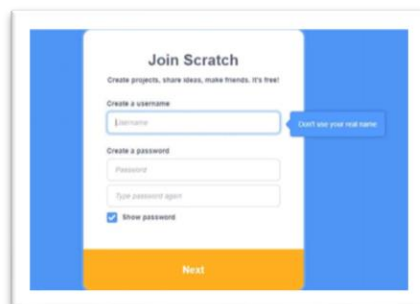 Join Scratch
Create projects, share ideas, make friends. It's free!
Create a username
Username
Don't use your real name
Create a password
Password
Type password again
Show password
Next